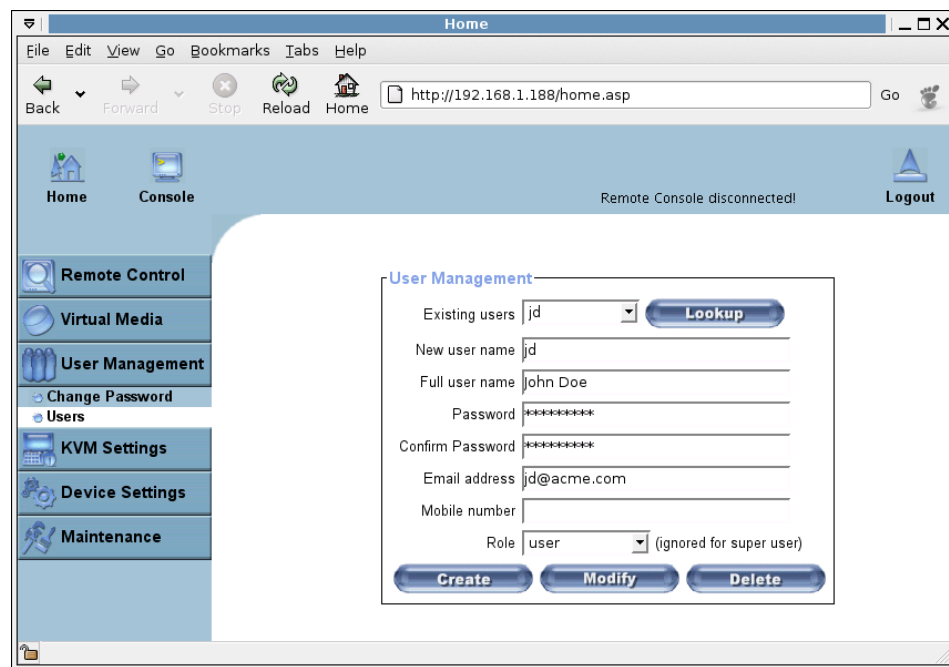 Home
File Edit View Go Bookmarks Tabs Help
Back Forward Stop Reload Home http://192.168.1.188/home.asp Go
Home Console Remote Console disconnected! Logout
Remote Control
Virtual Media
User Management
Change Password
Users
KVM Settings
Device Settings
Maintenance
User Management
Existing users jd Lookup
New user name jd
Full user name John Doe
Password *********
Confirm Password *********
Email address jd@acme.com
Mobile number
Role user (ignored for super user)
Create Modify Delete